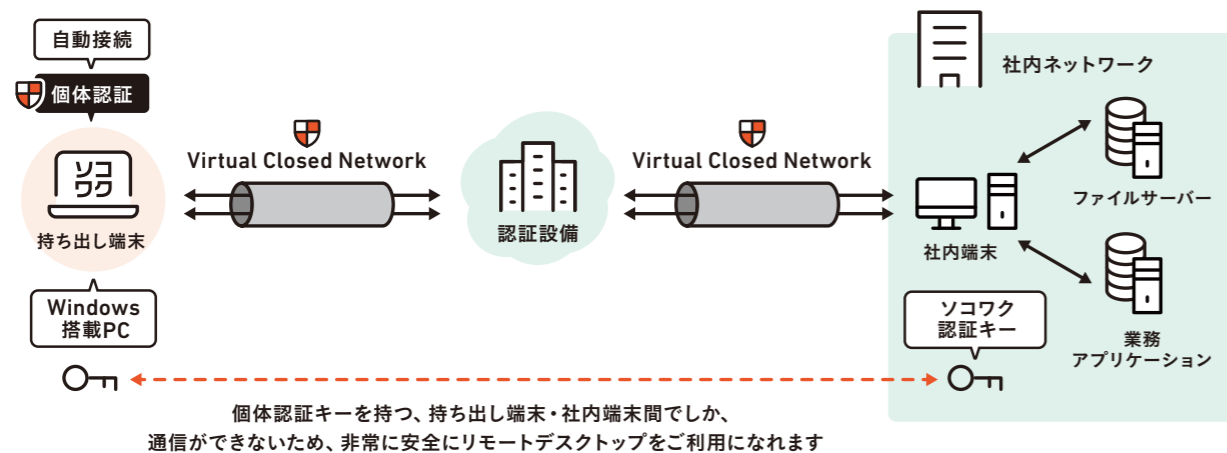 自動接続
個体認証
ソコ
ワク
持ち出し端末
Windows
搭載PC
Virtual Closed Network
認証設備
Virtual Closed Network
社内ネットワーク
社内端末
ファイルサーバー
業務
アプリケーション
ソコワク
認証キー
個体認証キーを持つ、持ち出し端末・社内端末間でしか、
通信ができないため、非常に安全にリモートデスクトップをご利用になれます